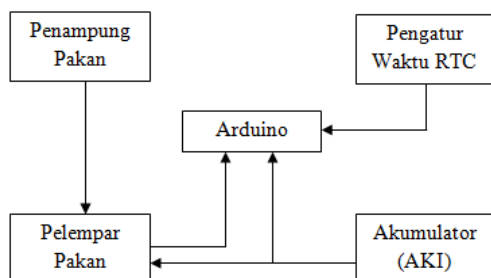 Penampung
Pakan
Pengatur
Waktu RTC
Arduino
Pelempar
Pakan
Akumulator
(AKI)